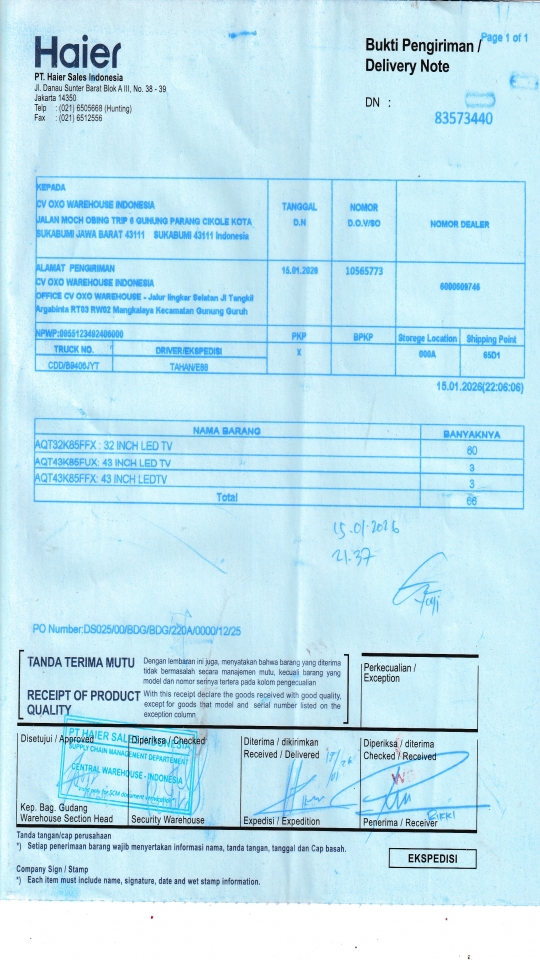 Haier
PT. Haier Sales Indonesia
Jl. Danau Sunter Barat Blok A III, No. 38 - 39
Jakarta 14350
Telp : (021) 6505668 (Hunting)
Fax : (021) 6512556
Page 1 of 1
Bukti Pengiriman /
Delivery Note
DN :
83573440
KEPADA
CV OXO WAREHOUSE INDONESIA
JALAN MOCH OBING TRIP 6 GUNUNG PARANG CIKOLE KOTA
SUKABUMI JAWA BARAT 43111 SUKABUMI 43111 Indonesia
TANGGAL
D.N
NOMOR
D.O.V/SO
NOMOR DEALER
ALAMAT PENGIRIMAN
CV OXO WAREHOUSE INDONESIA
OFFICE CV OXO WAREHOUSE - Jalur lingkar Selatan Jl Tangkil
Argabinta RT03 RW02 Mangkalaya Kecamatan Gunung Guruh
15.01.2026
10565773
NPWP:
PKP
BPKP
Storage Location
Shipping Point
TRUCK NO.
DRIVER/EKSPEDISI
X
000A
65D1
CDD/B9406JYT
TAHAN/E88
15.01.2026(22:06:06)
NAMA BARANG
BANYAKNYA
AQT32K85FFX : 32 INCH LED TV
60
AQT43K85FUX: 43 INCH LED TV
3
AQT43K85FFX: 43 INCH LEDTV
3
Total
66
15-01-2026
21.37
Yogi
PO Number:DS025/00/BDG/BDG/220A/0000/12/25
TANDA TERIMA MUTU
Dengan lembaran ini juga, menyatakan bahwa barang yang diterima
tidak bermasalah secara manajemen mutu, kecuali barang yang
model dan nomor serinya tertera pada kolom pengecualian
RECEIPT OF PRODUCT
QUALITY
With this receipt declare the goods received with good quality,
except for goods that model and serial number listed on the
exception column
Perkecualian /
Exception
Disetujui / Approved
Diperiksa / Checked
Diterima / dikirimkan
Received / Delivered
Diperiksa / diterima
Checked / Received
PT HAIER SALES INDONESIA
SUPPLY CHAIN MANAGEMENT DEPARTEMENT
CENTRAL WAREHOUSE - INDONESIA
RIKKI
Kep. Bag. Gudang
Warehouse Section Head
Security Warehouse
Expedisi / Expedition
Penerima / Receiver
Tanda tangan/cap perusahaan
*) Setiap penerimaan barang wajib menyertakan informasi nama, tanda tangan, tanggal dan Cap basah.
EKSPEDISI
Company Sign / Stamp
*) Each item must include name, signature, date and wet stamp information.